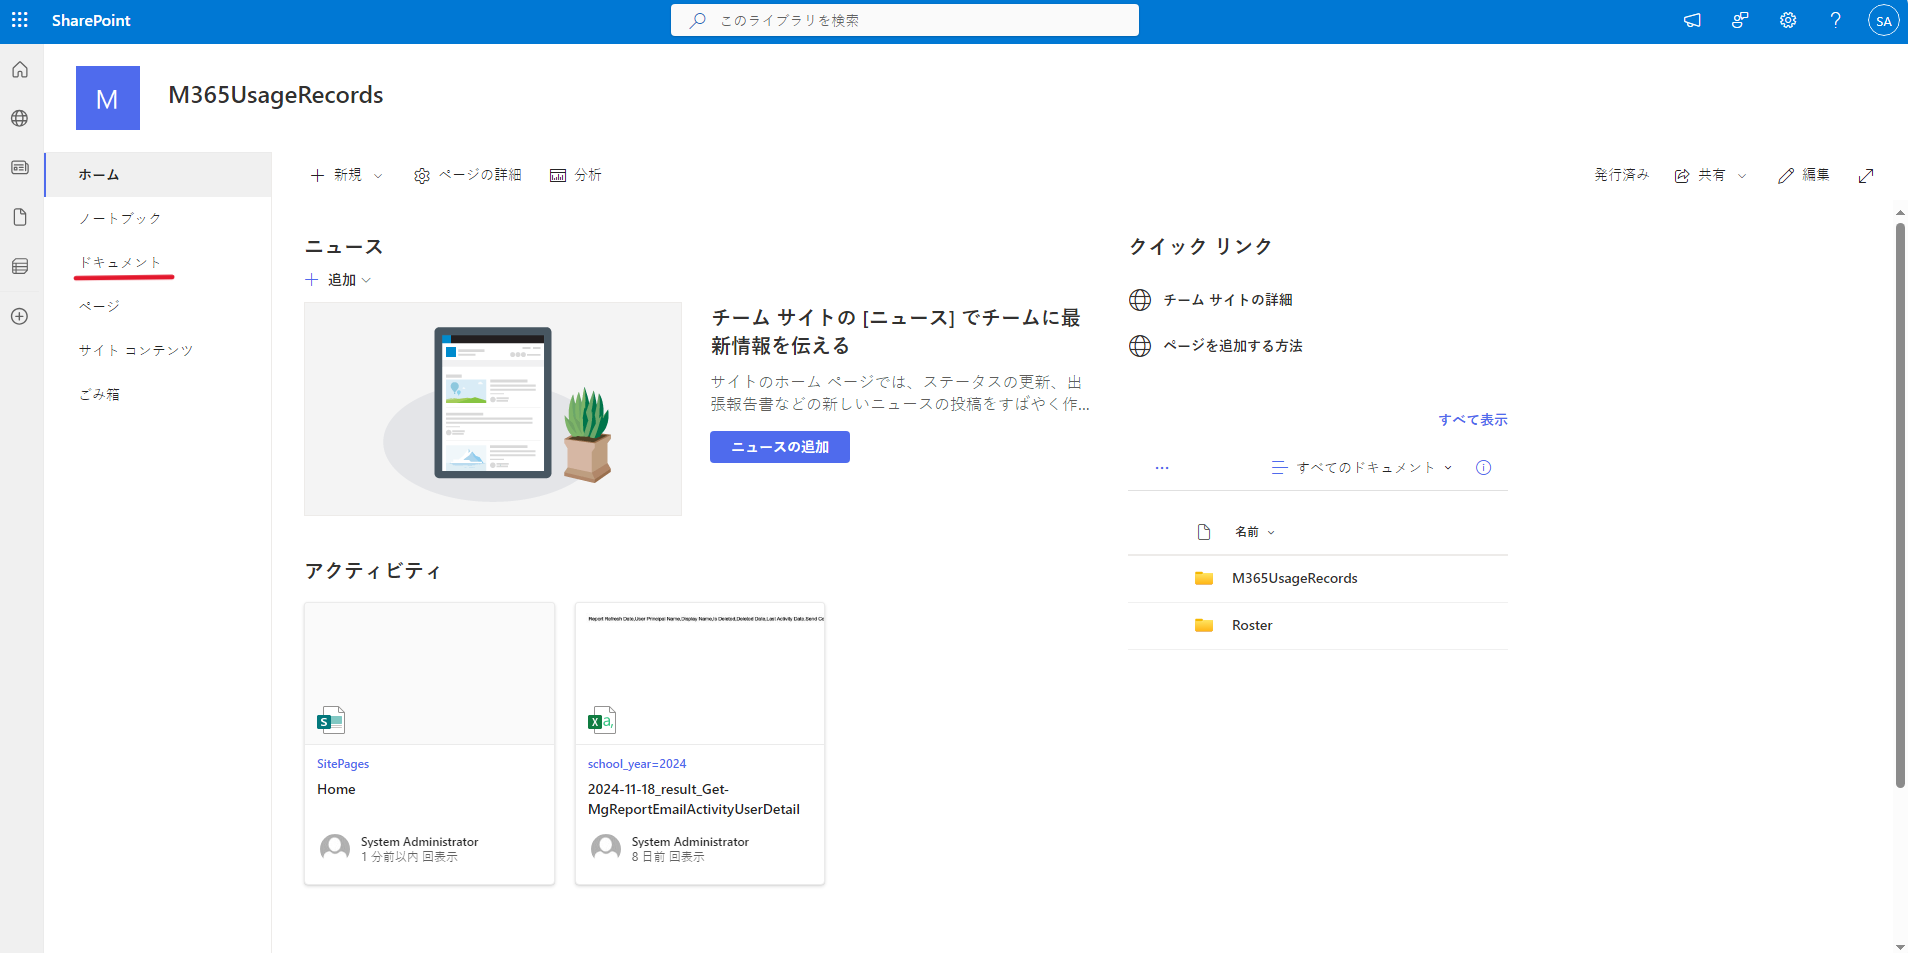 SharePoint
このライブラリを検索
SA
M
M365UsageRecords
ホーム
ノートブック
ドキュメント
ページ
サイト コンテンツ
ごみ箱
新規
ページの詳細
分析
発行済み
共有
編集
ニュース
追加
チーム サイトの [ニュース] でチームに最
新情報を伝える
サイトのホーム ページでは、ステータスの更新、出
張報告書などの新しいニュースの投稿をすばやく作...
ニュースの追加
クイック リンク
チーム サイトの詳細
ページを追加する方法
すべて表示
すべてのドキュメント
名前
M365UsageRecords
Roster
アクティビティ
SitePages
Home
System Administrator
1 分前以内 回表示
Report Refresh Date,User Principal Name,Display Name,Is Deleted,Deleted Date,Last Activity Date,Send Co
school_year=2024
2024-11-18_result_Get-
MgReportEmailActivityUserDetail
System Administrator
8 日前 回表示